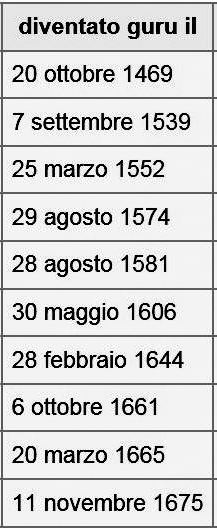 diventato guru il
20 ottobre 1469
7 settembre 1539
25 marzo 1552
29 agosto 1574
28 agosto 1581
30 maggio 1606
28 febbraio 1644
6 ottobre 1661
20 marzo 1665
11 novembre 1675